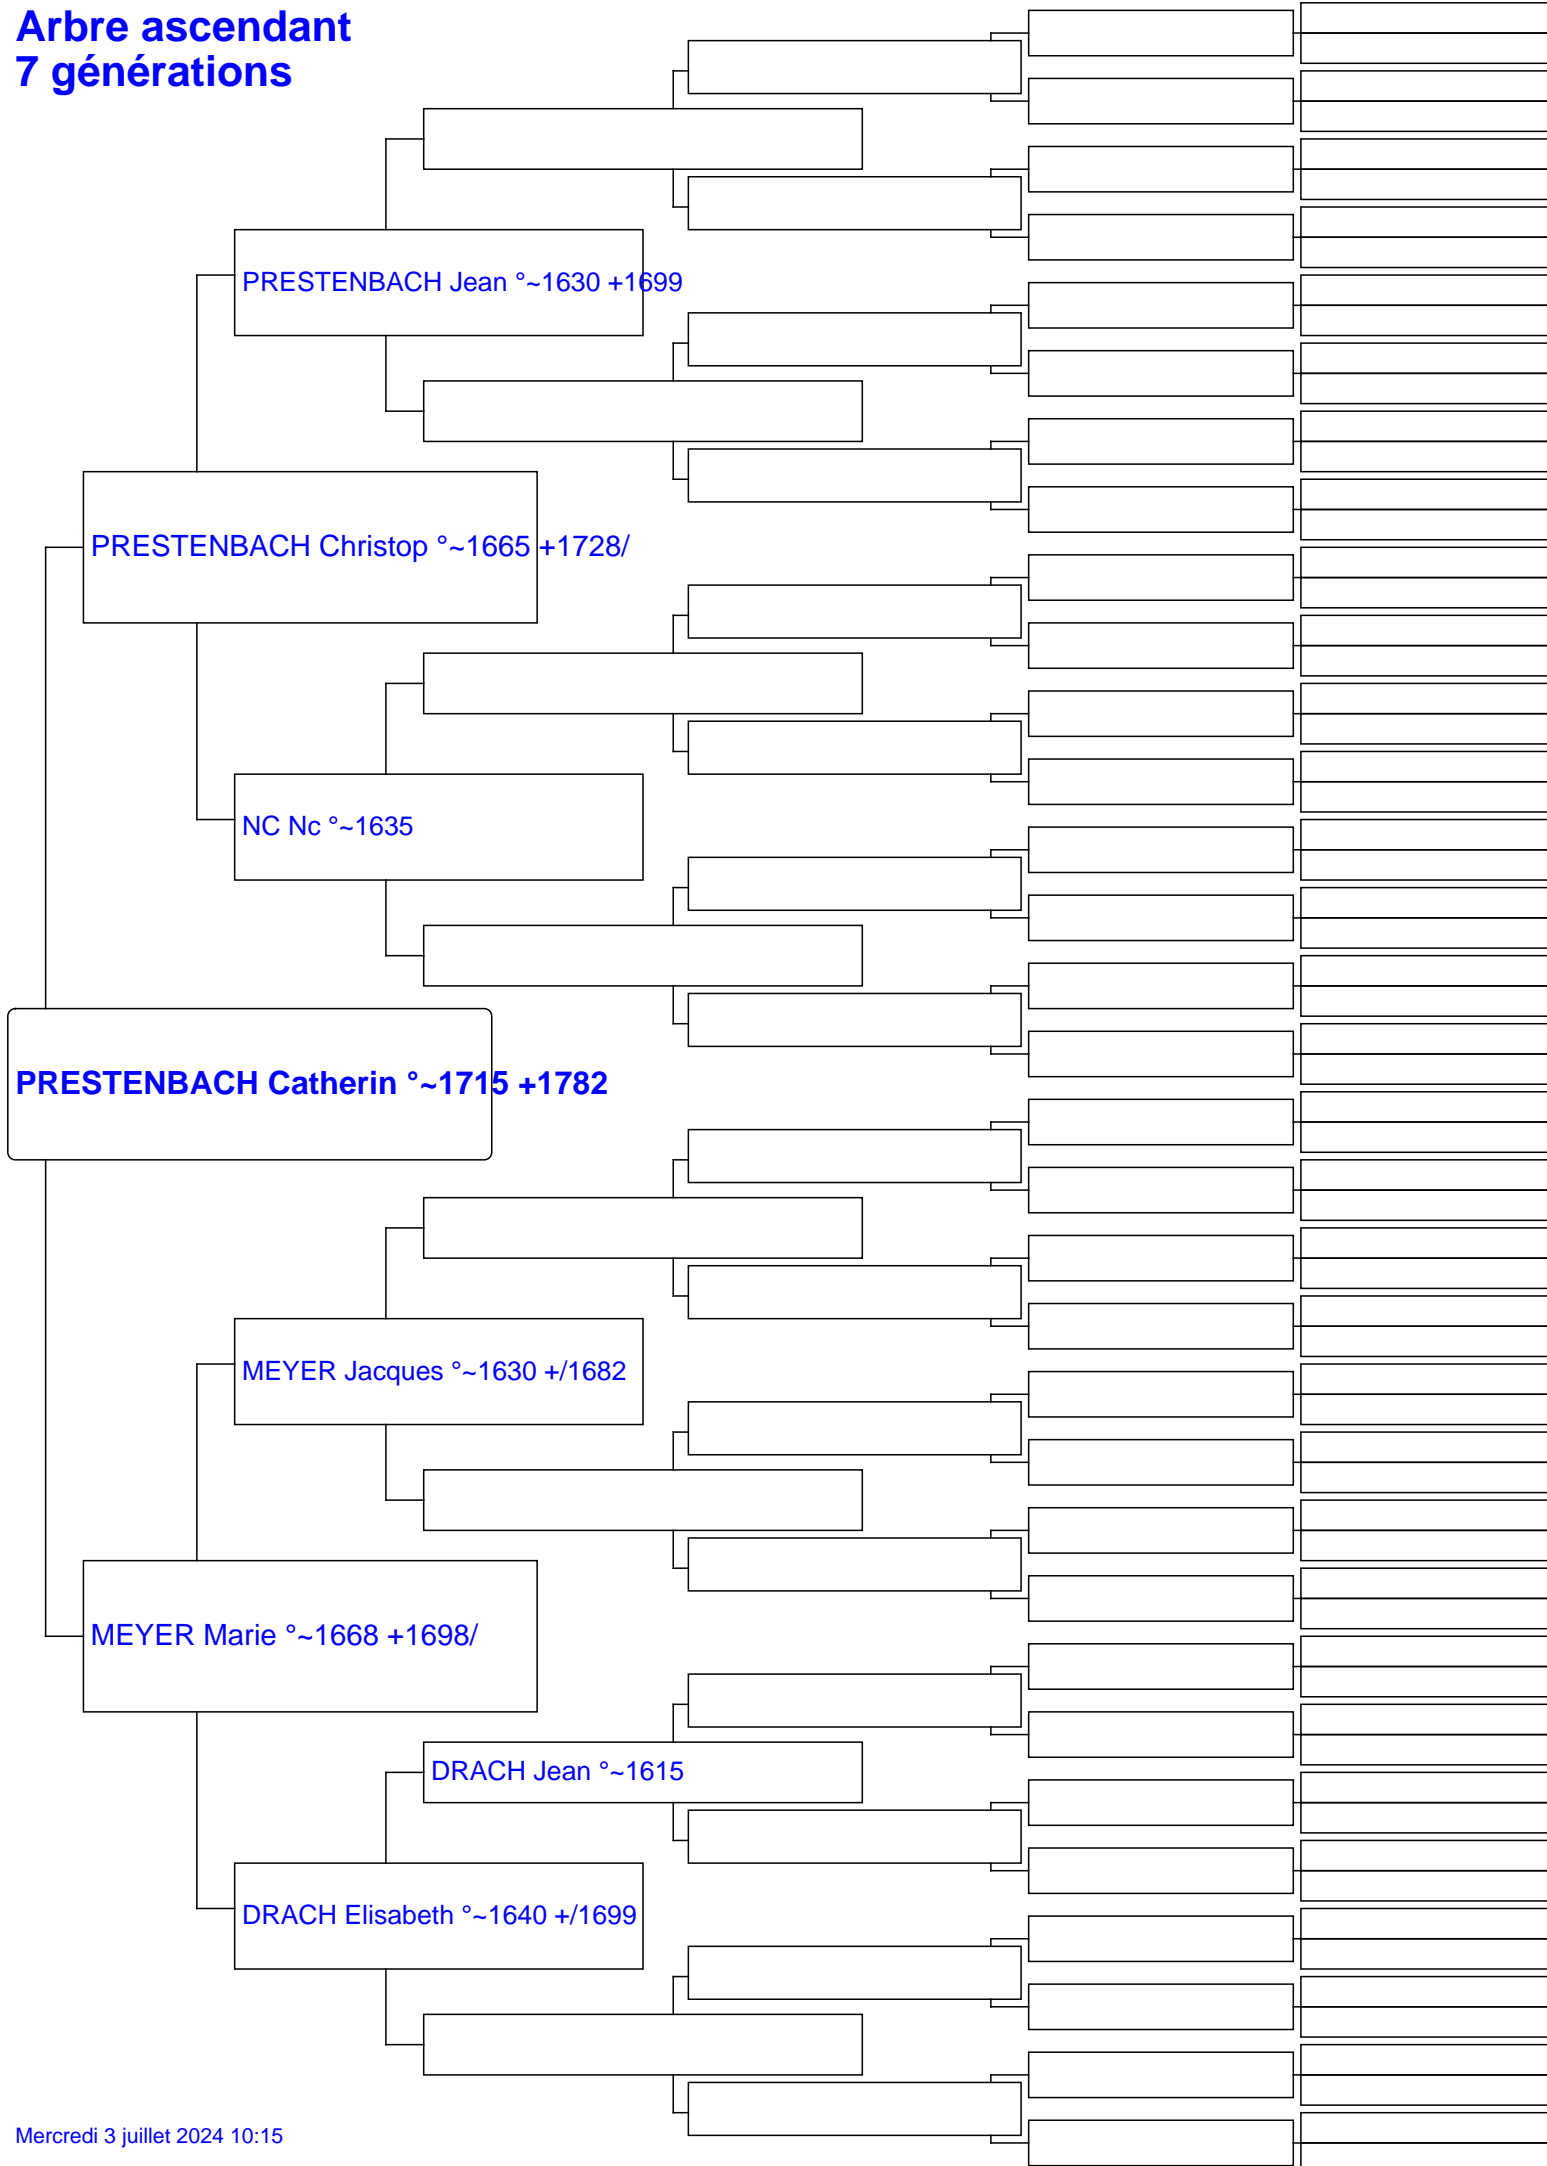 Arbre ascendant
7 générations
PRESTENBACH Jean °~1630 +1699
PRESTENBACH Christop °~1665 +1728/
NC Nc °~1635
PRESTENBACH Catherin °~1715 +1782
MEYER Jacques °~1630 +/1682
MEYER Marie °~1668 +1698/
DRACH Jean °~1615
DRACH Elisabeth °~1640 +/1699
Mercredi 3 juillet 2024 10:15